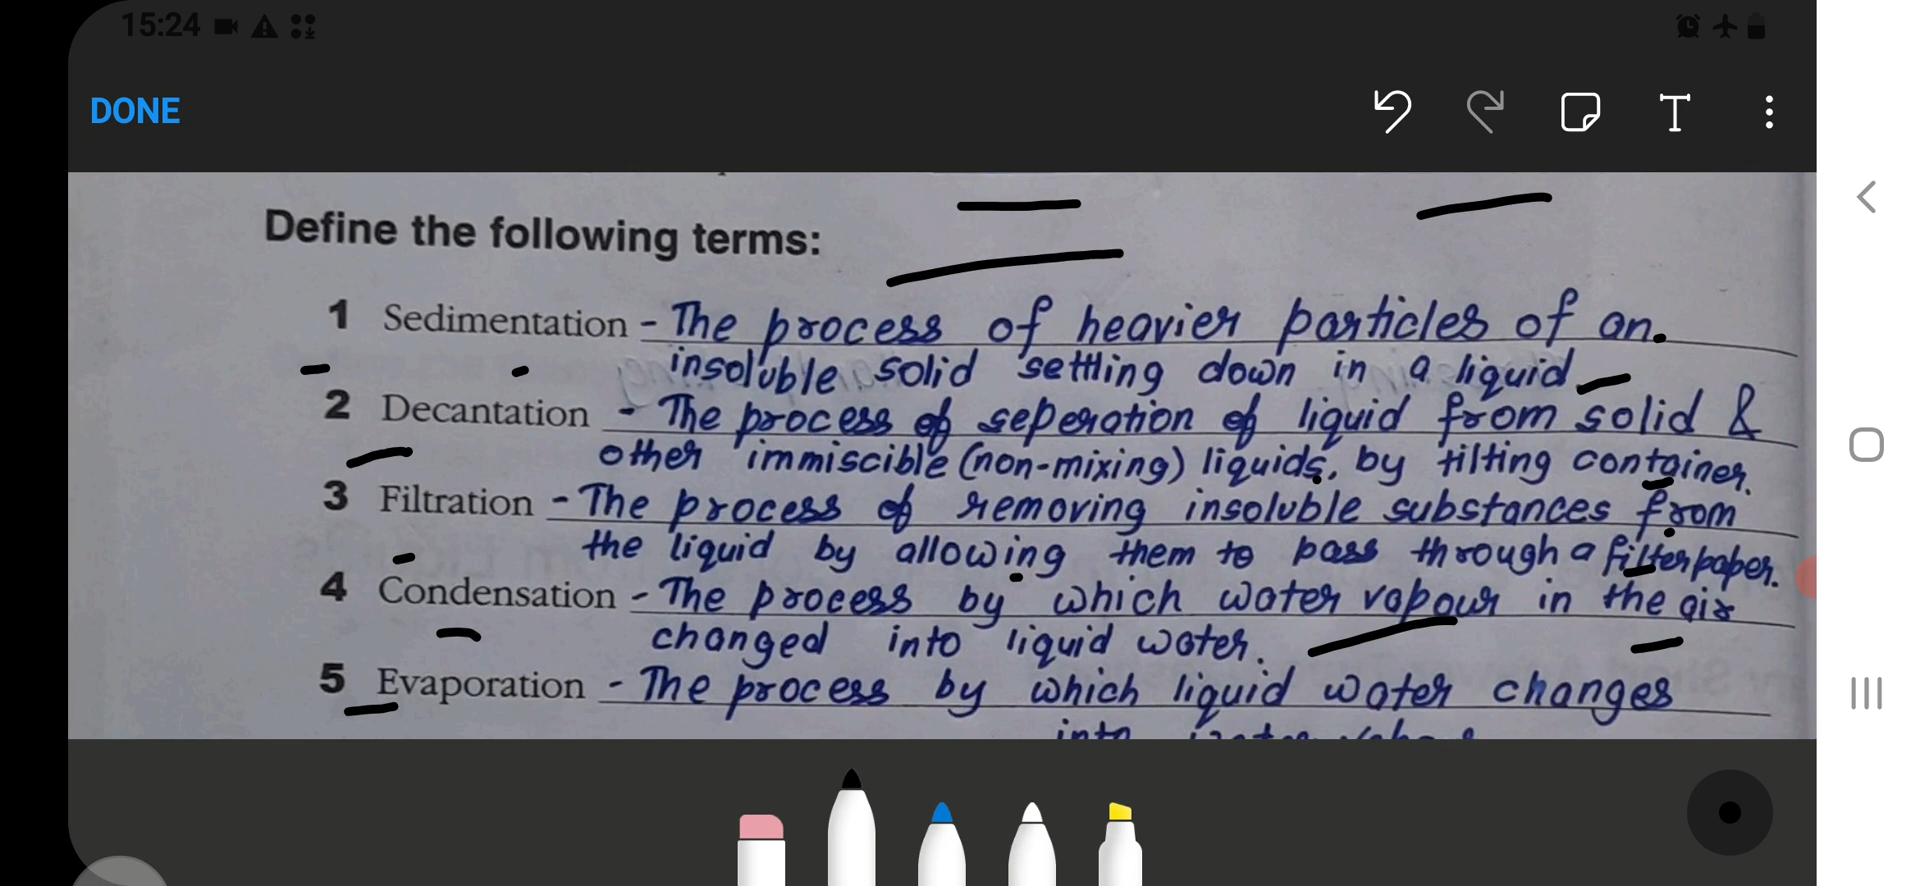 15:24
DONE
T
Define the following terms:
1 Sedimentation - The process of heavier particles of an
insoluble solid settling down in a liquid
2 Decantation - The process of seperation of liquid from solid &
other immiscible (non-mixing) liquids, by tilting container.
3 Filtration - The process of removing insoluble substances from
the liquid by allowing them to pass through a filter paper.
4 Condensation - The process by which water vapour in the air
changed into liquid water.
5 Evaporation - The process by which liquid water changes
into water vapour